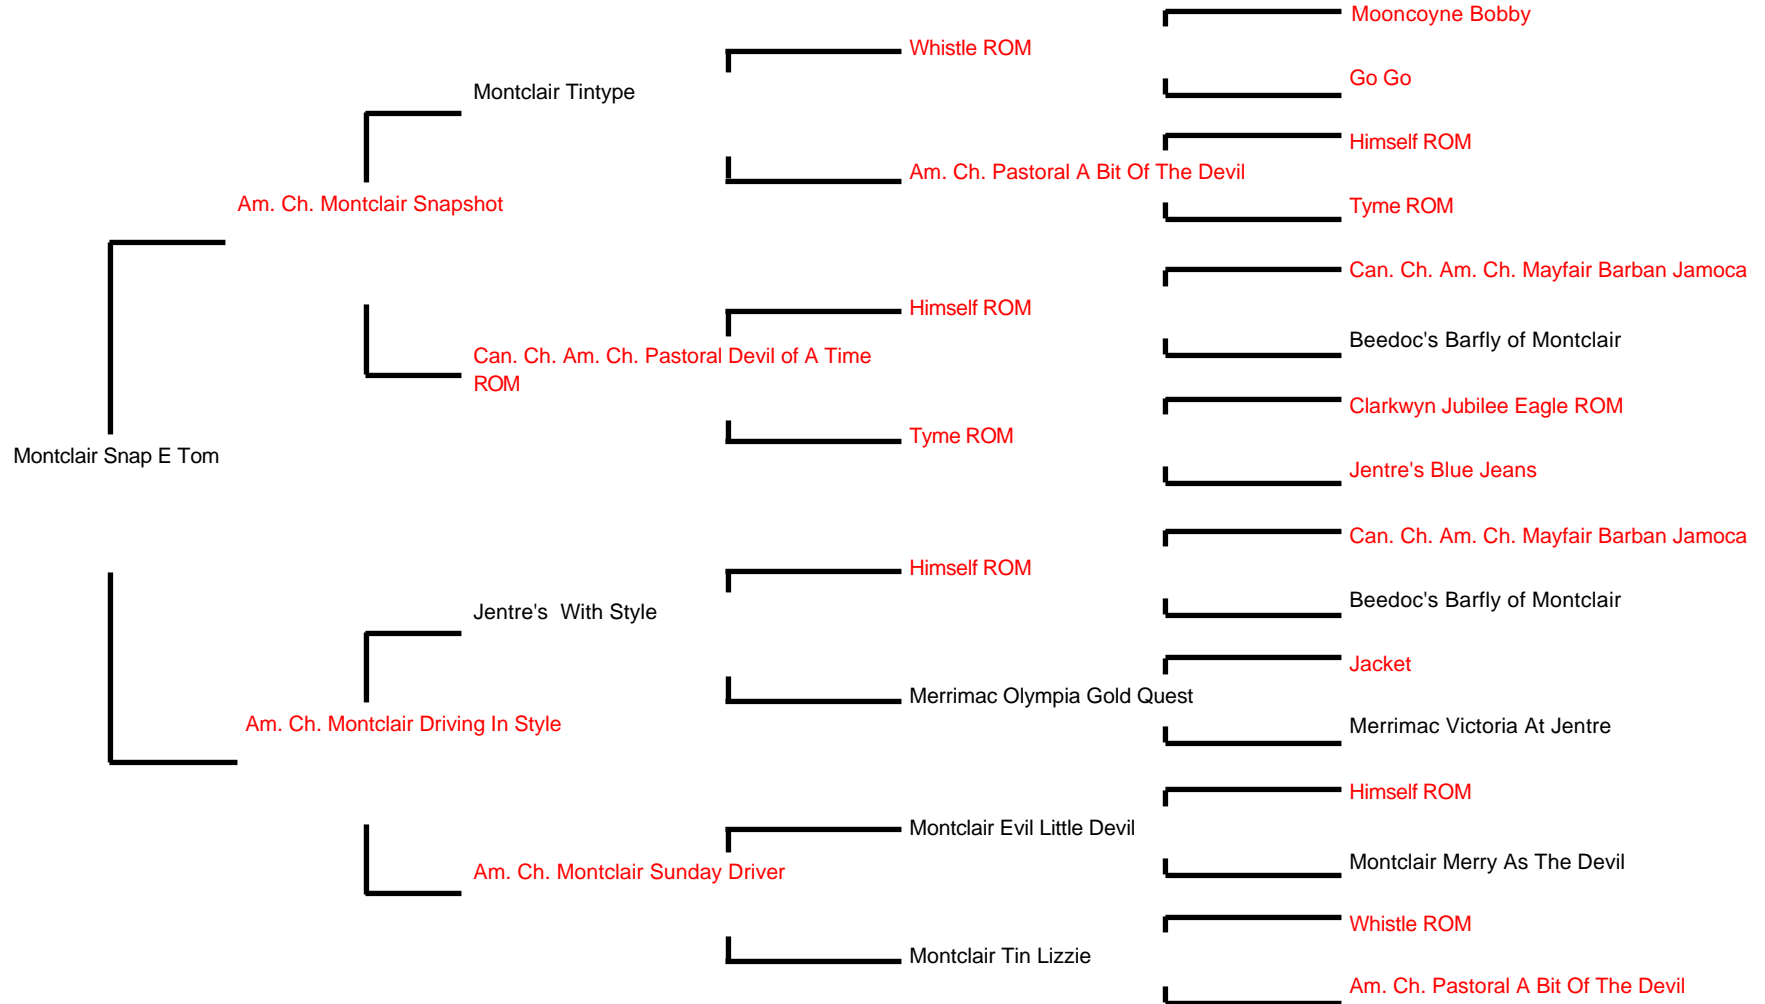 Mooncoyne Bobby
Whistle ROM
Go Go
Montclair Tintype
Himself ROM
Am. Ch. Pastoral A Bit Of The Devil
Am. Ch. Montclair Snapshot
Tyme ROM
Can. Ch. Am. Ch. Mayfair Barban Jamoca
Himself ROM
Beedoc's Barfly of Montclair
Can. Ch. Am. Ch. Pastoral Devil of A Time
ROM
Clarkwyn Jubilee Eagle ROM
Tyme ROM
Montclair Snap E Tom
Jentre's Blue Jeans
Can. Ch. Am. Ch. Mayfair Barban Jamoca
Himself ROM
Beedoc's Barfly of Montclair
Jentre's  With Style
Jacket
Merrimac Olympia Gold Quest
Am. Ch. Montclair Driving In Style
Merrimac Victoria At Jentre
Himself ROM
Montclair Evil Little Devil
Montclair Merry As The Devil
Am. Ch. Montclair Sunday Driver
Whistle ROM
Montclair Tin Lizzie
Am. Ch. Pastoral A Bit Of The Devil